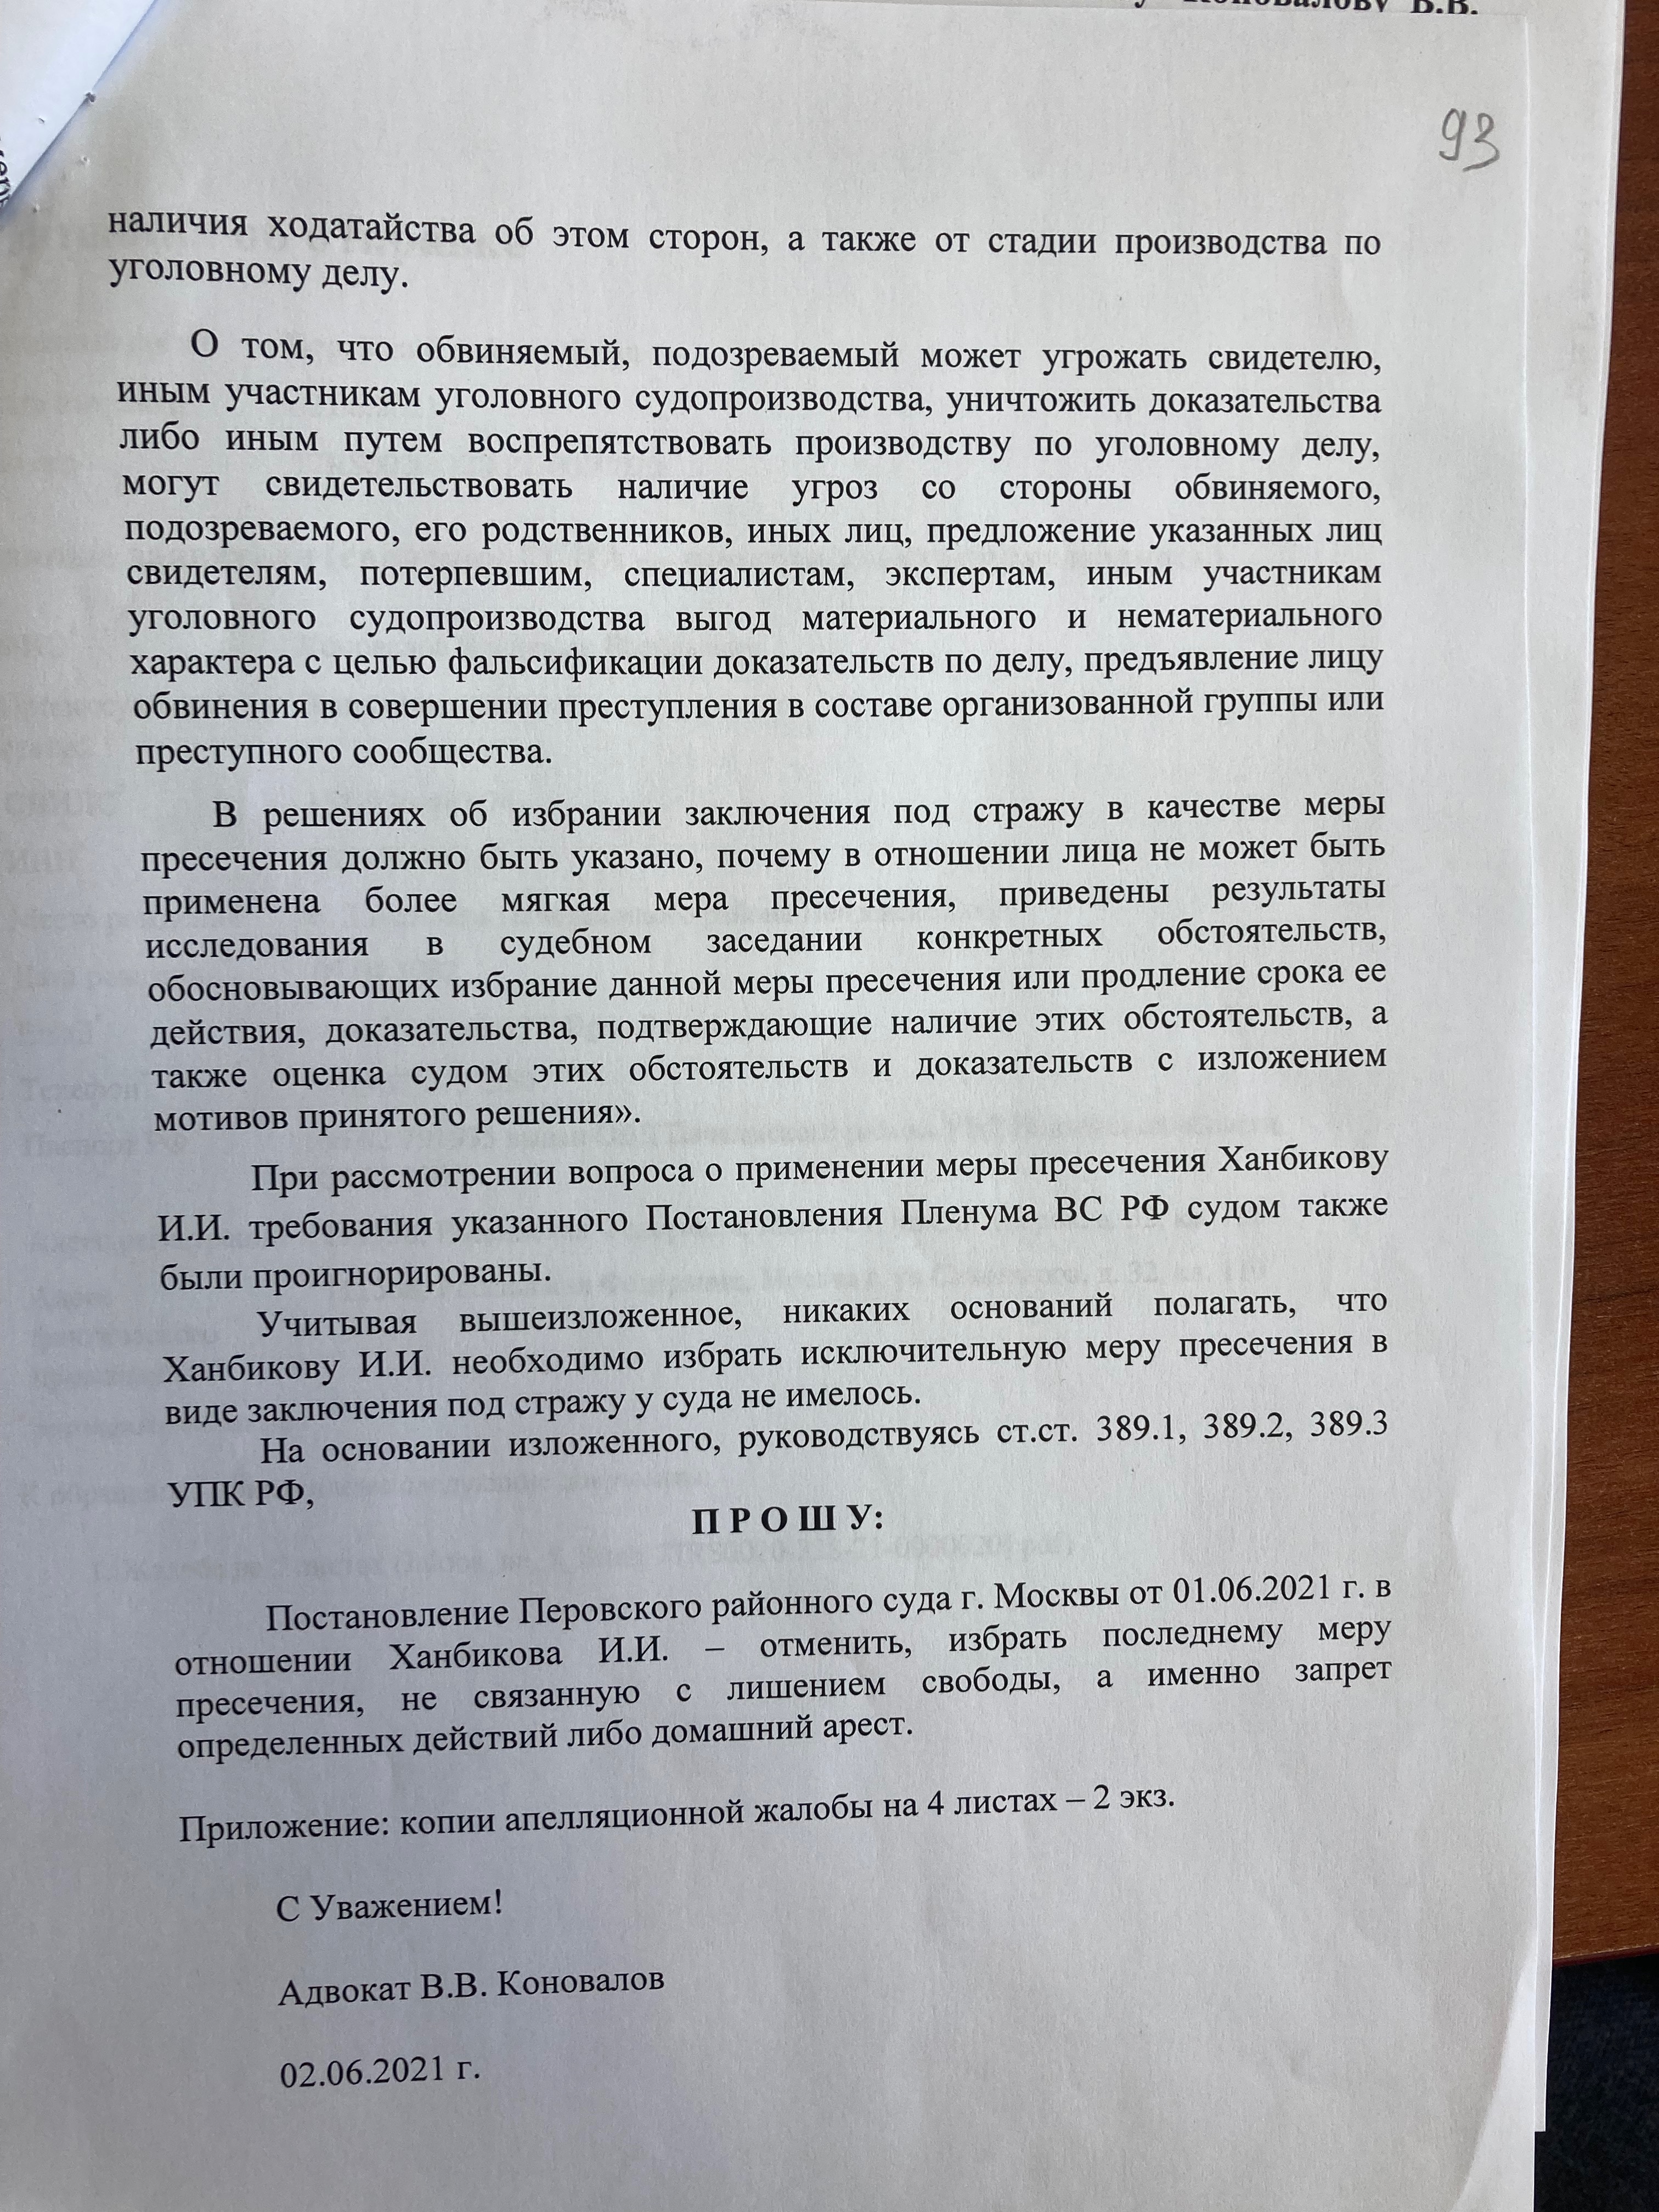 Коновалову В.В.
93
наличия ходатайства об этом сторон, а также от стадии производства по
уголовному делу.
О том, что обвиняемый, подозреваемый может угрожать свидетелю,
иным участникам уголовного судопроизводства, уничтожить доказательства
либо иным путем воспрепятствовать производству по уголовному делу,
могут свидетельствовать наличие угроз со стороны обвиняемого,
подозреваемого, его родственников, иных лиц, предложение указанных лиц
свидетелям, потерпевшим, специалистам, экспертам, иным участникам
уголовного судопроизводства выгод материального и нематериального
характера с целью фальсификации доказательств по делу, предъявление лицу
обвинения в совершении преступления в составе организованной группы или
преступного сообщества.
В решениях об избрании заключения под стражу в качестве меры
пресечения должно быть указано, почему в отношении лица не может быть
применена более мягкая мера пресечения, приведены результаты
исследования в судебном заседании конкретных обстоятельств,
обосновывающих избрание данной меры пресечения или продление срока ее
действия, доказательства, подтверждающие наличие этих обстоятельств, а
также оценка судом этих обстоятельств и доказательств с изложением
мотивов принятого решения».
При рассмотрении вопроса о применении меры пресечения Ханбикову
И.И. требования указанного Постановления Пленума ВС РФ судом также
были проигнорированы.
Учитывая вышеизложенное, никаких оснований полагать, что
Ханбикову И.И. необходимо избрать исключительную меру пресечения в
виде заключения под стражу у суда не имелось.
На основании изложенного, руководствуясь ст.ст. 389.1, 389.2, 389.3
УПК РФ,
П Р О Ш У:
Постановление Перовского районного суда г. Москвы от 01.06.2021 г. в
отношении Ханбикова И.И. – отменить, избрать последнему меру
пресечения, не связанную с лишением свободы, а именно запрет
определенных действий либо домашний арест.
Приложение: копии апелляционной жалобы на 4 листах – 2 экз.
С Уважением!
Адвокат В.В. Коновалов
02.06.2021 г.